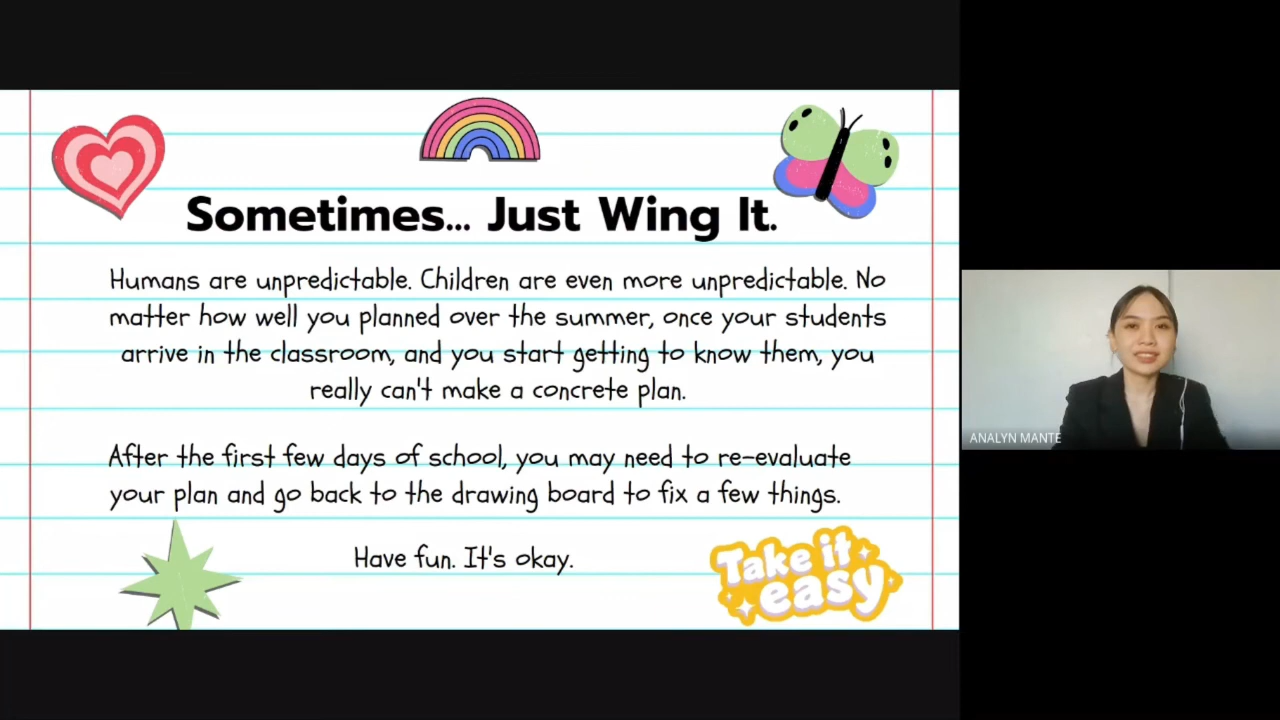 Sometimes... Just Wing It.
Humans are unpredictable. Children are even more unpredictable. No
matter how well you planned over the summer, once your students
arrive in the classroom, and you start getting to know them, you
really can't make a concrete plan.
After the first few days of school, you may need to re-evaluate
your plan and go back to the drawing board to fix a few things.
Have fun. It's okay.
Take it
easy
ANALYN MANTE